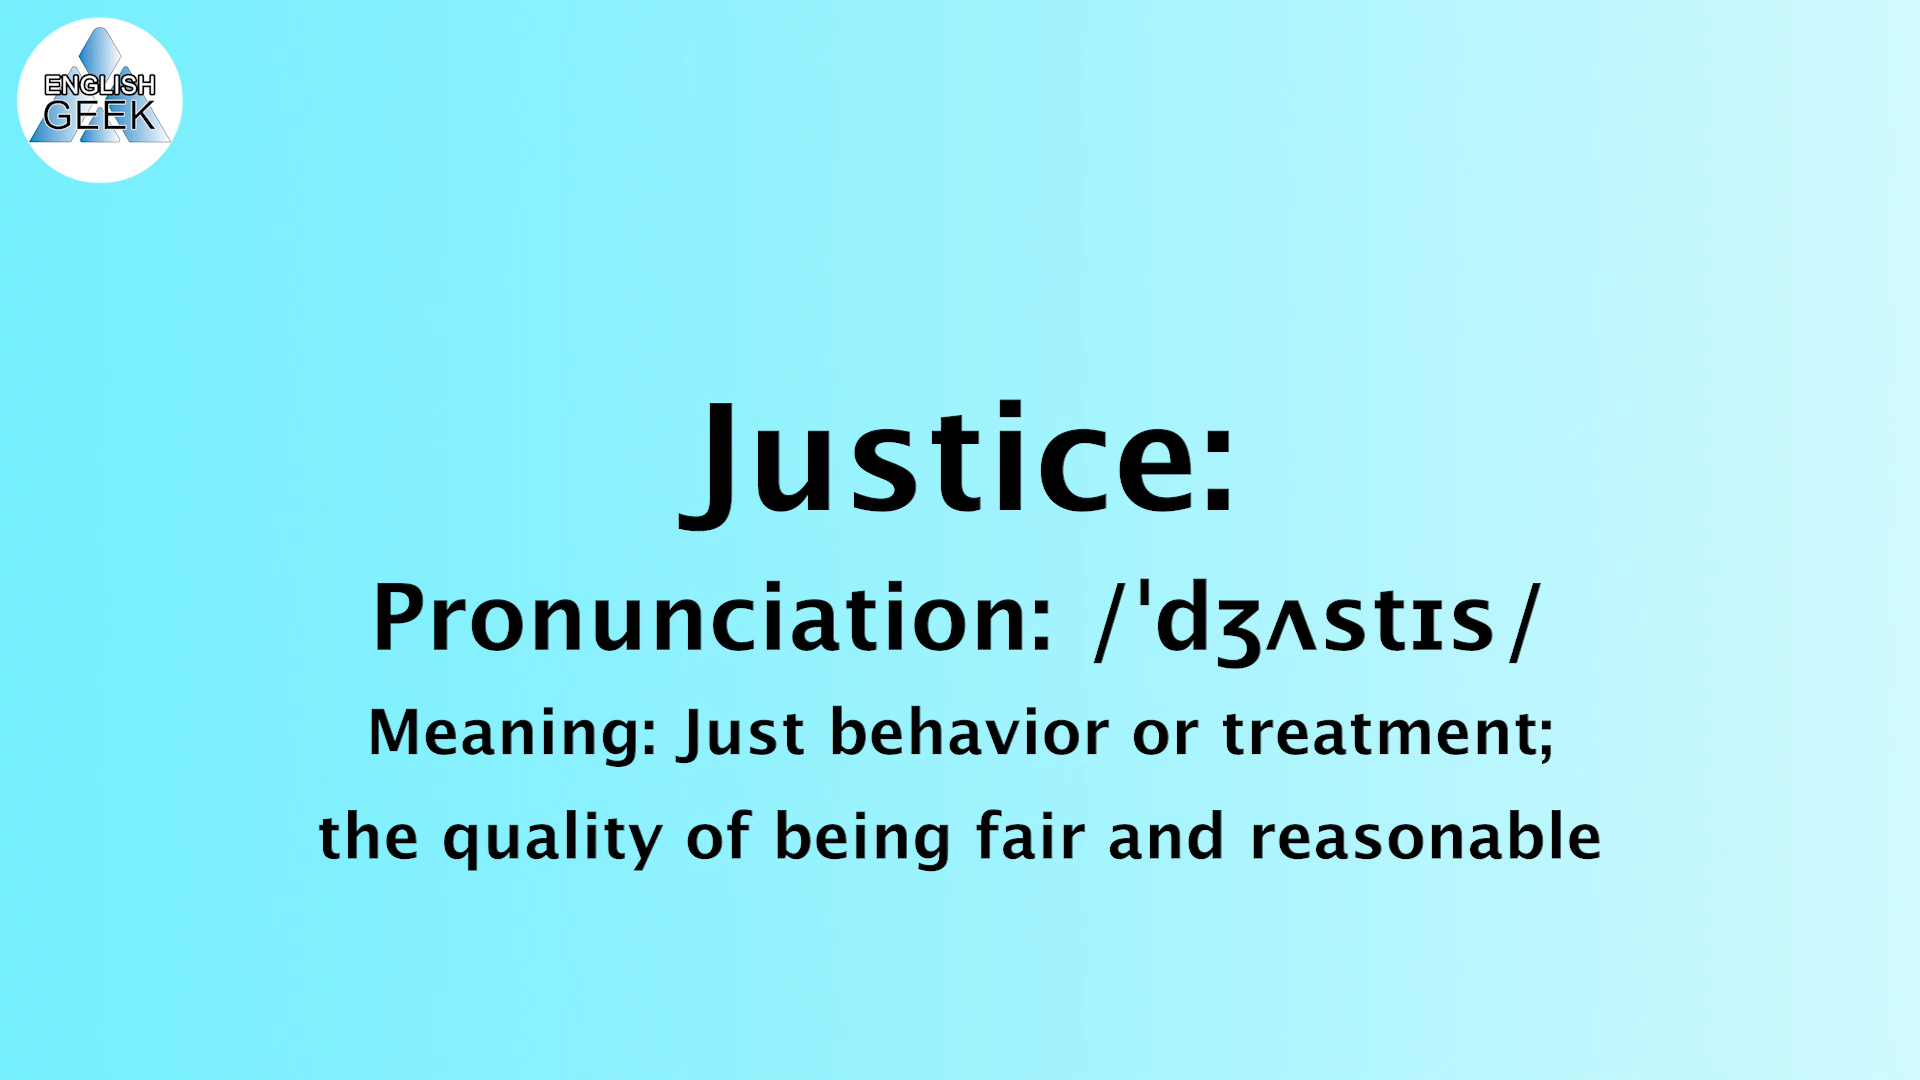 ENGLISH
GEEK
Justice:
Pronunciation: /ˈdʒʌstɪs/
Meaning: Just behavior or treatment;
the quality of being fair and reasonable